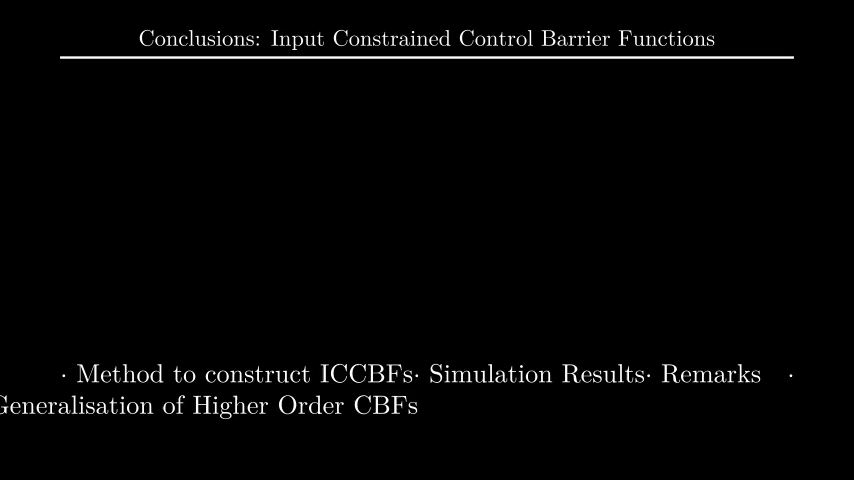 Conclusions: Input Constrained Control Barrier Functions
· Method to construct ICCBFs· Simulation Results· Remarks ·
Generalisation of Higher Order CBFs